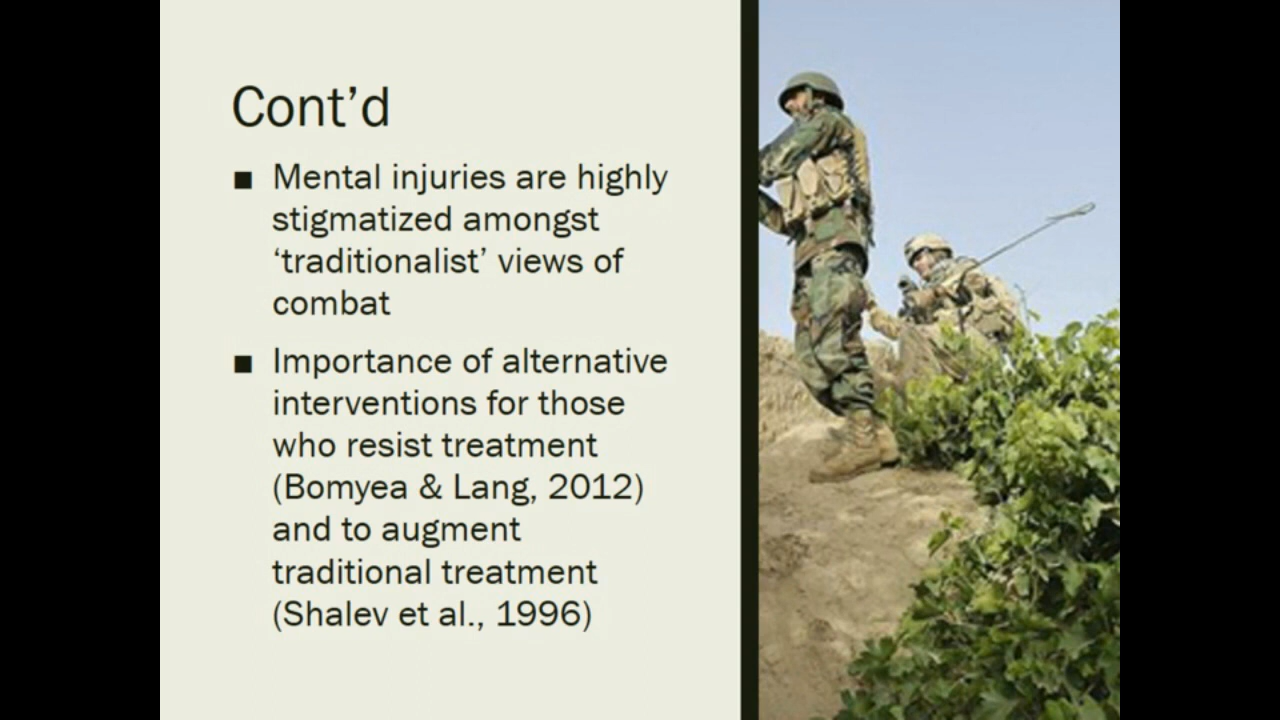 Cont’d
■ Mental injuries are highly
stigmatized amongst
‘traditionalist’ views of
combat
■ Importance of alternative
interventions for those
who resist treatment
(Bomyea & Lang, 2012)
and to augment
traditional treatment
(Shalev et al., 1996)